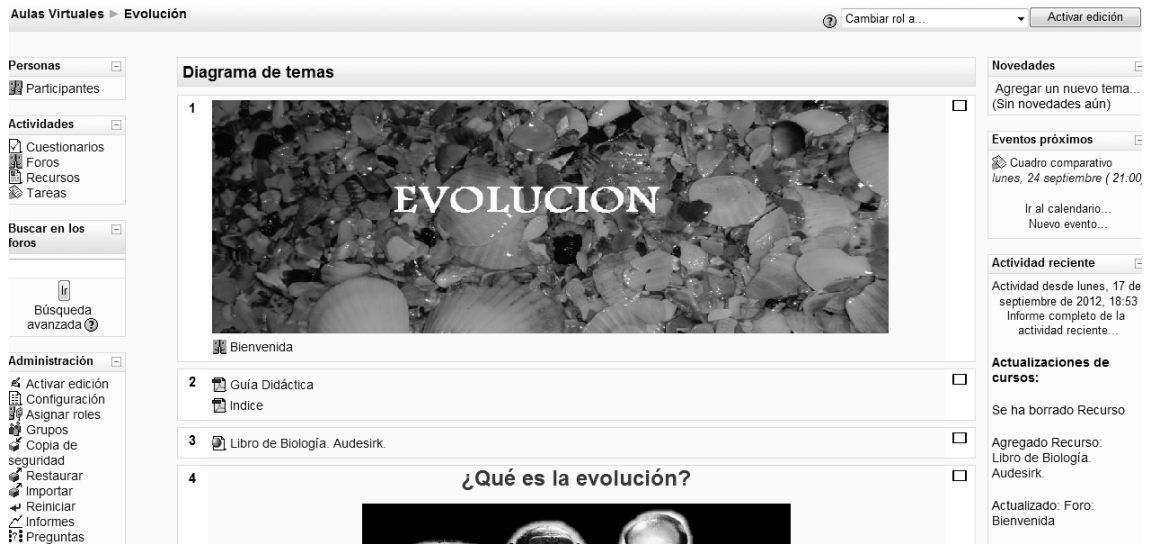 Aulas Virtuales ► Evolución
Cambiar rol a...
Activar edición
Personas
Participantes
Actividades
Cuestionarios
Foros
Recursos
Tareas
Buscar en los
foros
Ir
Búsqueda
avanzada
Administración
Activar edición
Configuración
Asignar roles
Grupos
Copia de
seguridad
Restaurar
Importar
Reiniciar
Informes
Preguntas
Diagrama de temas
1
EVOLUCION
Bienvenida
2
Guía Didáctica
Indice
3
Libro de Biología. Audesirk.
4
¿Qué es la evolución?
Novedades
Agregar un nuevo tema...
(Sin novedades aún)
Eventos próximos
Cuadro comparativo
lunes, 24 septiembre ( 21:00)
Ir al calendario...
Nuevo evento...
Actividad reciente
Actividad desde lunes, 17 de
septiembre de 2012, 18:53
Informe completo de la
actividad reciente...
Actualizaciones de
cursos:
Se ha borrado Recurso
Agregado Recurso:
Libro de Biología.
Audesirk.
Actualizado: Foro:
Bienvenida